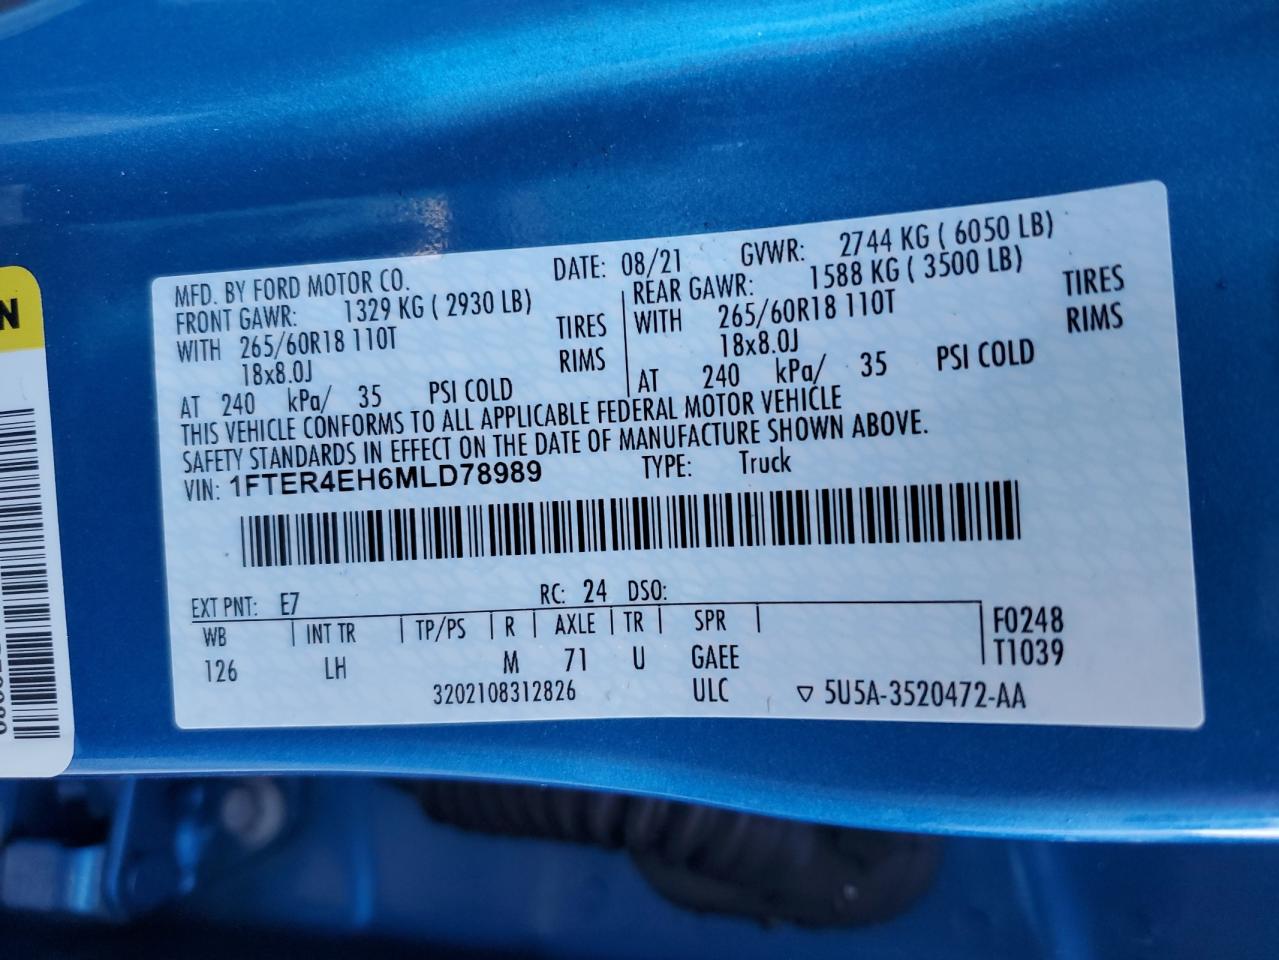 MFD. BY FORD MOTOR CO. DATE: 08/21 GVWR: 2744 KG ( 6050 LB)
FRONT GAWR: 1329 KG ( 2930 LB) REAR GAWR: 1588 KG ( 3500 LB)
WITH 265/60R18 110T TIRES WITH 265/60R18 110T TIRES
18x8.0J RIMS 18x8.0J RIMS
AT 240 kPa/ 35 PSI COLD AT 240 kPa/ 35 PSI COLD
THIS VEHICLE CONFORMS TO ALL APPLICABLE FEDERAL MOTOR VEHICLE
SAFETY STANDARDS IN EFFECT ON THE DATE OF MANUFACTURE SHOWN ABOVE.
VIN: 1FTER4EH6MLD78989 TYPE: Truck
EXT PNT: E7 RC: 24 DSO:
WB INT TR TP/PS R AXLE TR SPR F0248
126 LH M 71 U GAEE T1039
3202108312826 ULC ▽ 5U5A-3520472-AA
N